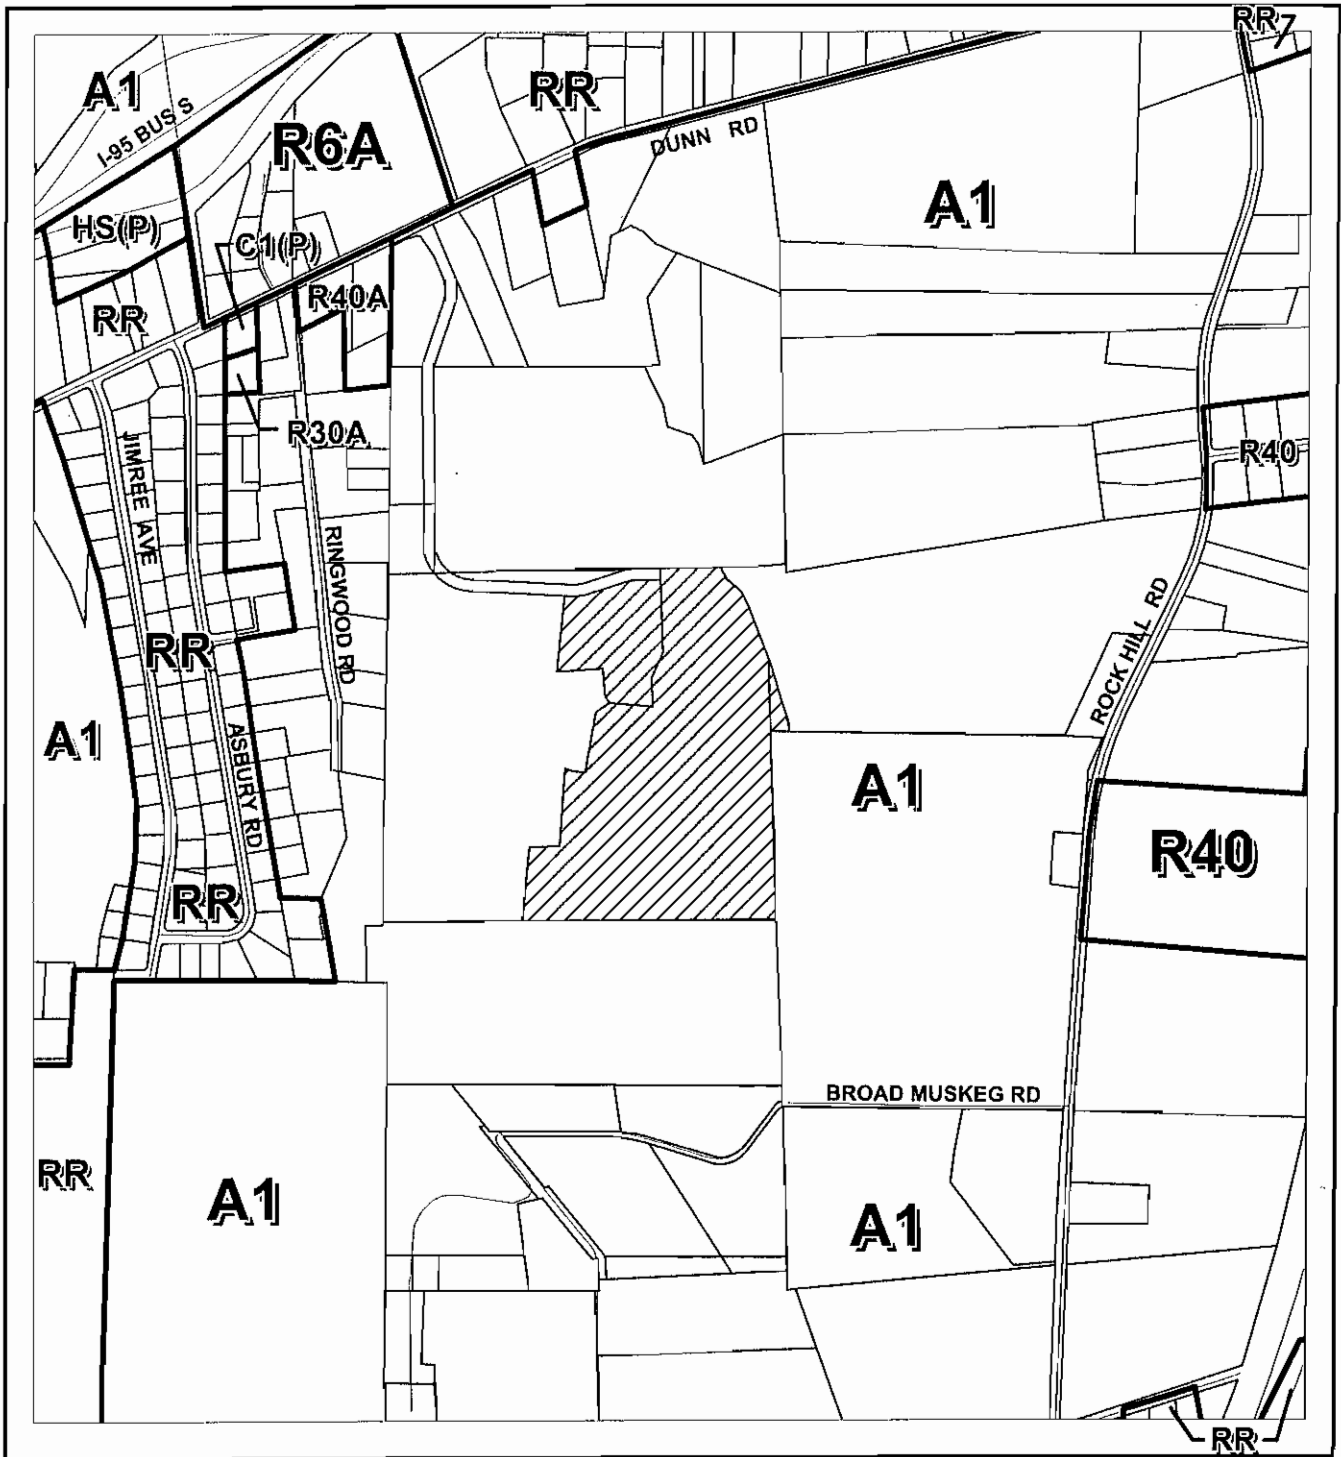 RR
A1
I-95 BUS S
R6A
RR
DUNN RD
A1
HS(P)
C1(P)
RR
R40A
R30A
R40
JIMREE AVE
RINGWOOD RD
ROCK HILL RD
RR
A1
ASBURY RD
A1
R40
RR
BROAD MUSKEG RD
RR
A1
A1
RR